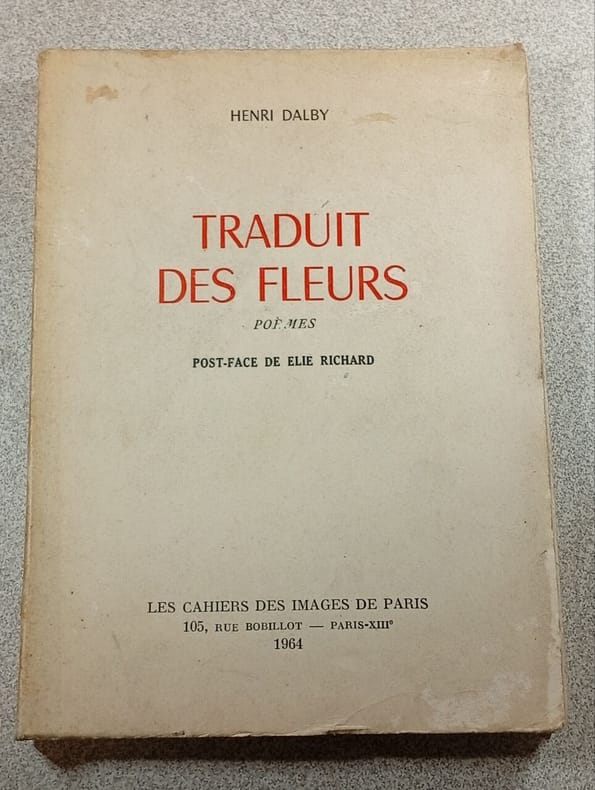 HENRI DALBY
TRADUIT
DES FLEURS
POÈMES
POST-FACE DE ELIE RICHARD
LES CAHIERS DES IMAGES DE PARIS
105, RUE BOBILLOT — PARIS-XIIIᵉ
1964